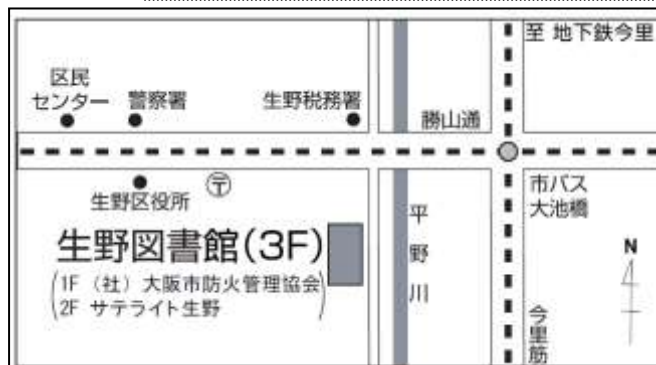 至 地下鉄今里
区民
センター
警察署
生野税務署
勝山通
生野区役所
〒
市バス
大池橋
生野図書館(3F)
1F (社)大阪市防火管理協会
2F サテライト生野
平野川
N
今里筋